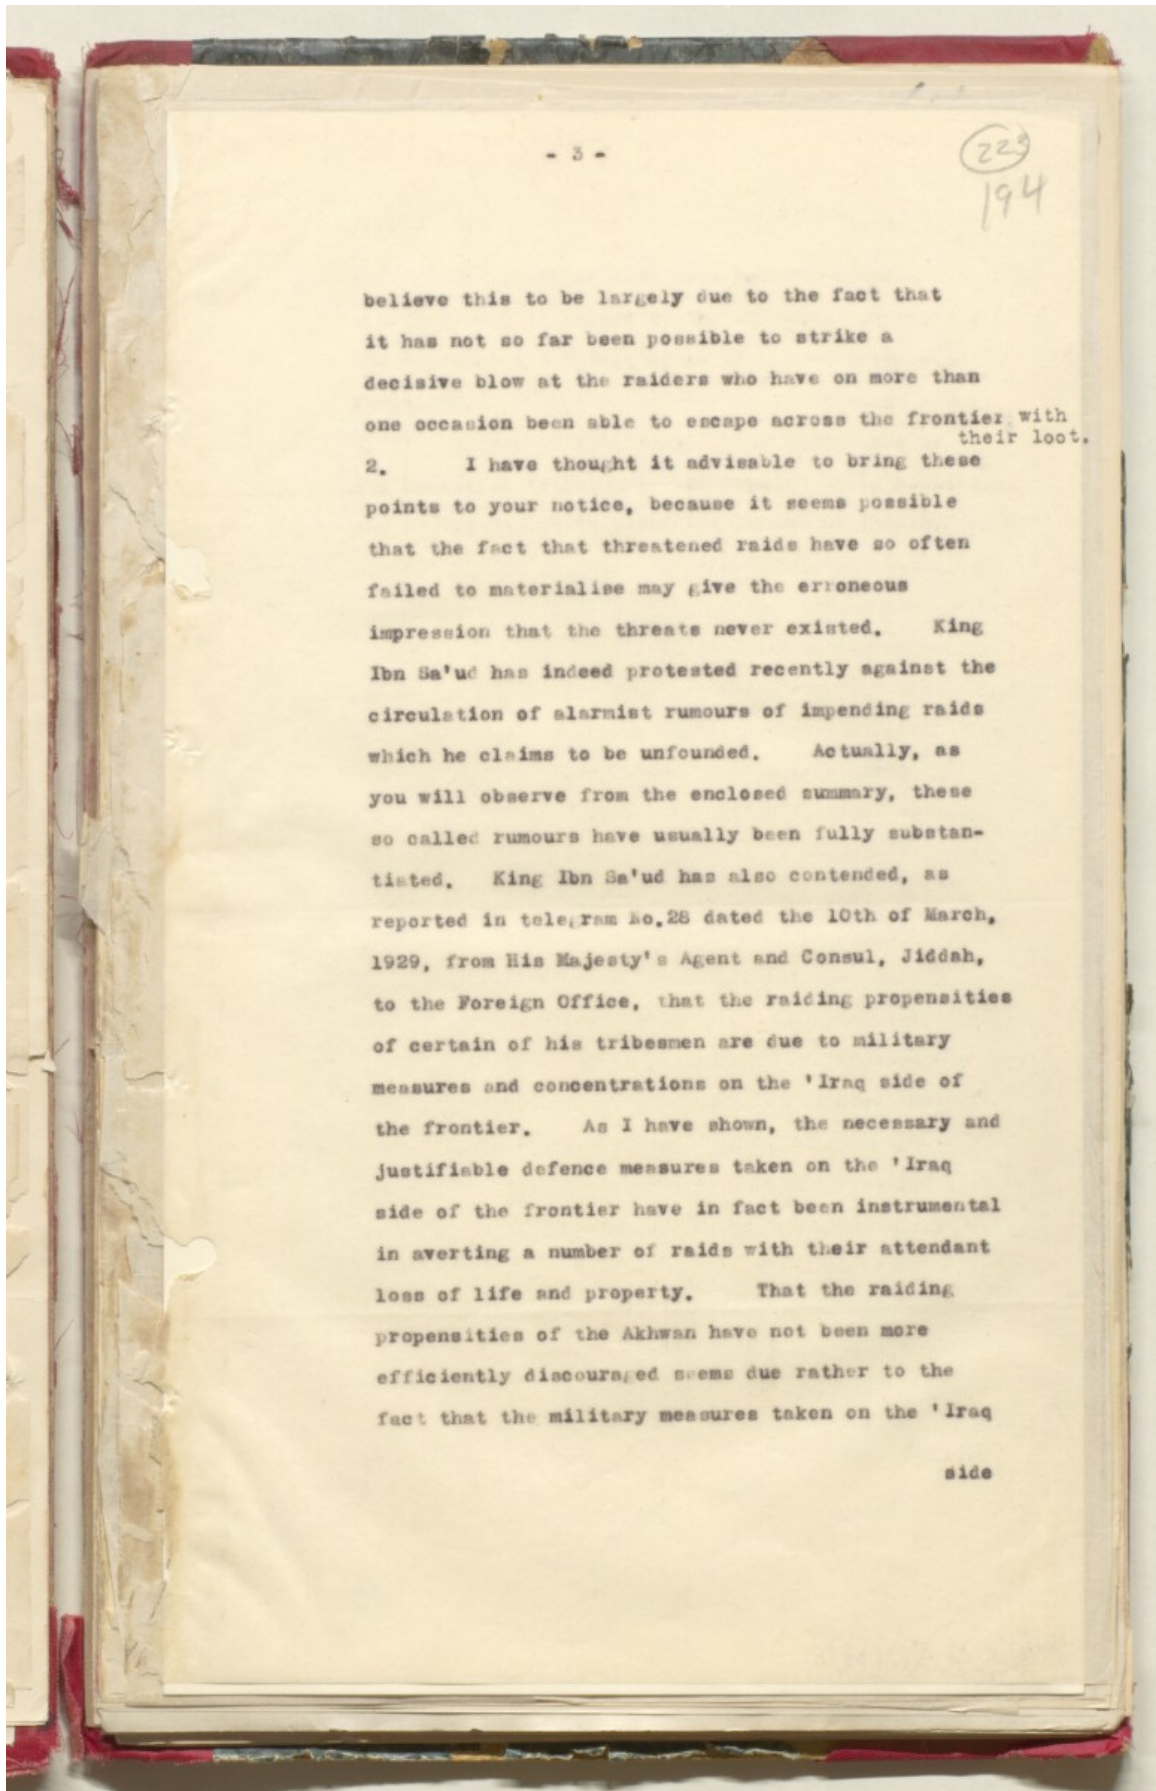 - 3 -
223
194
believe this to be largely due to the fact that
it has not so far been possible to strike a
decisive blow at the raiders who have on more than
one occasion been able to escape across the frontier with
their loot.
2. I have thought it advisable to bring these
points to your notice, because it seems possible
that the fact that threatened raids have so often
failed to materialise may give the erroneous
impression that the threats never existed. King
Ibn Sa'ud has indeed protested recently against the
circulation of alarmist rumours of impending raids
which he claims to be unfounded. Actually, as
you will observe from the enclosed summary, these
so called rumours have usually been fully substan-
tiated. King Ibn Sa'ud has also contended, as
reported in telegram No.28 dated the 10th of March,
1929, from His Majesty's Agent and Consul, Jiddah,
to the Foreign Office, that the raiding propensities
of certain of his tribesmen are due to military
measures and concentrations on the 'Iraq side of
the frontier. As I have shown, the necessary and
justifiable defence measures taken on the 'Iraq
side of the frontier have in fact been instrumental
in averting a number of raids with their attendant
loss of life and property. That the raiding
propensities of the Akhwan have not been more
efficiently discouraged seems due rather to the
fact that the military measures taken on the 'Iraq
side